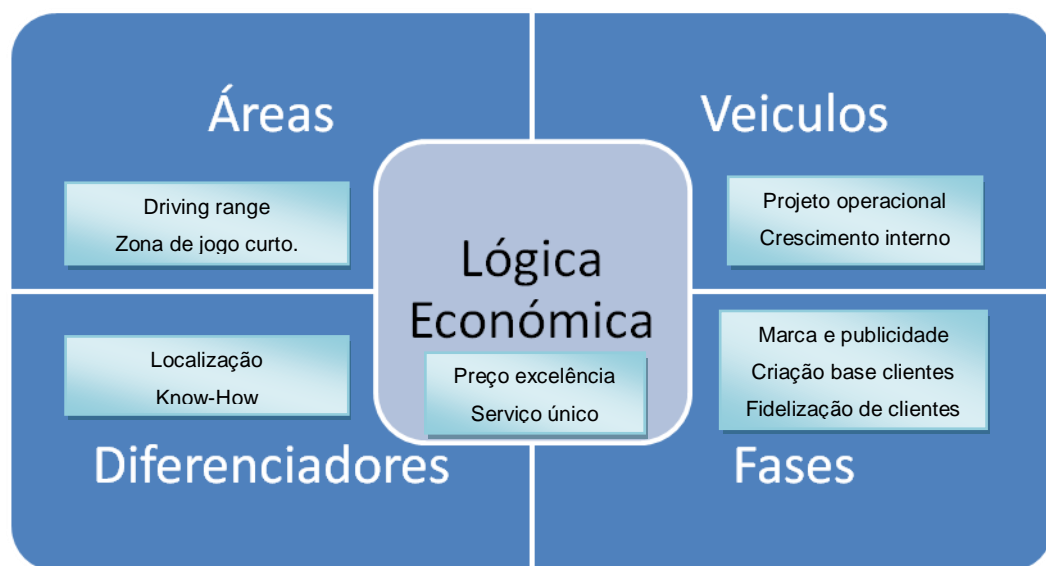 Áreas
Driving range
Zona de jogo curto.
Veiculos
Projeto operacional
Crescimento interno
Lógica
Económica
Preço excelência
Serviço único
Localização
Know-How
Diferenciadores
Marca e publicidade
Criação base clientes
Fidelização de clientes
Fases